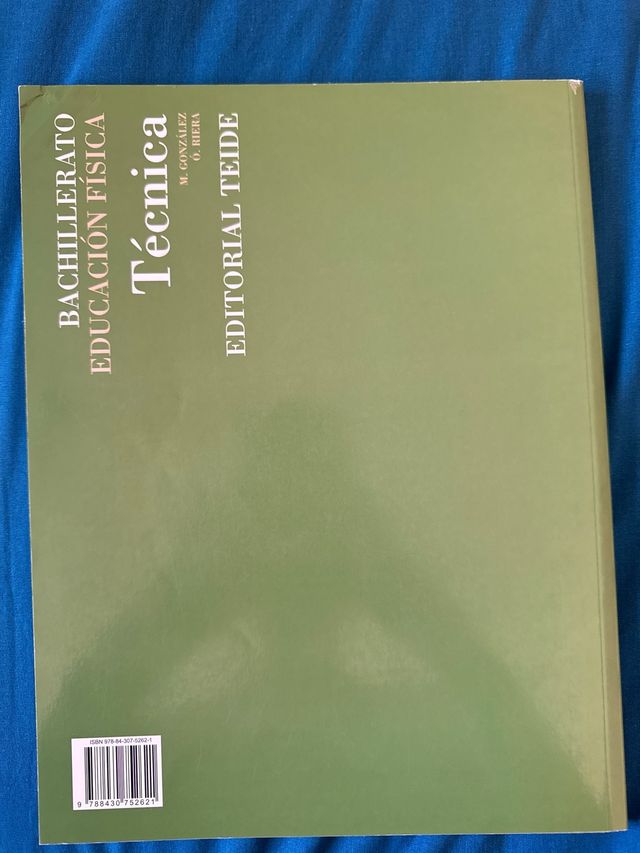 BACHILLERATO
EDUCACIÓN FÍSICA
Técnica
M. GONZÁLEZ
Ó. RIERA
EDITORIAL TEIDE
ISBN 978-84-307-5262-1
9 788430 752621